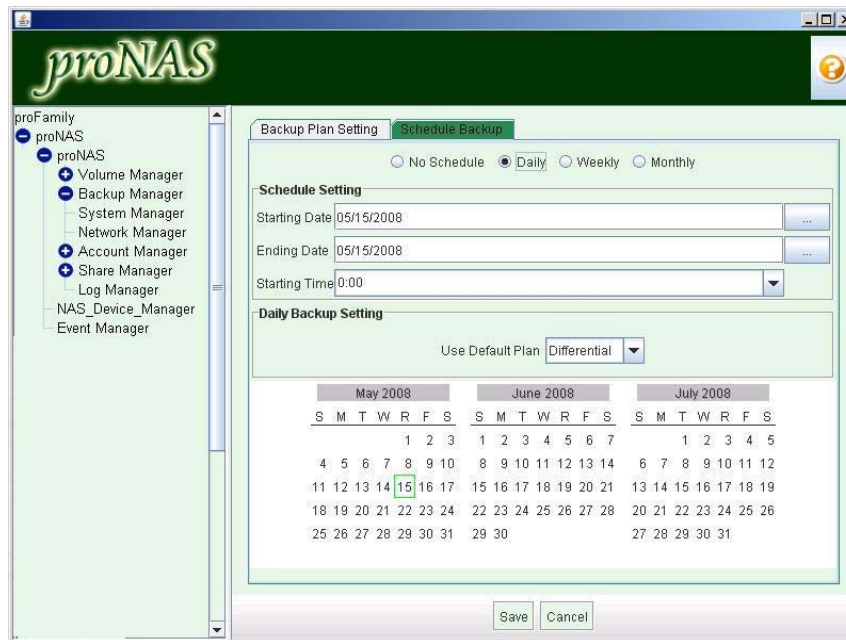 proNAS
proFamily
proNAS
proNAS
Volume Manager
Backup Manager
System Manager
Network Manager
Account Manager
Share Manager
Log Manager
NAS_Device_Manager
Event Manager
Backup Plan Setting Schedule Backup
No Schedule Daily Weekly Monthly
Schedule Setting
Starting Date 05/15/2008 ...
Ending Date 05/15/2008 ...
Starting Time 0:00
Daily Backup Setting
Use Default Plan Differential
May 2008 June 2008 July 2008
S M T W R F S S M T W R F S S M T W R F S
1 2 3 1 2 3 4 5 6 7 1 2 3 4 5
4 5 6 7 8 9 10 8 9 10 11 12 13 14 6 7 8 9 10 11 12
11 12 13 14 15 16 17 15 16 17 18 19 20 21 13 14 15 16 17 18 19
18 19 20 21 22 23 24 22 23 24 25 26 27 28 20 21 22 23 24 25 26
25 26 27 28 29 30 31 29 30 27 28 29 30 31
Save Cancel